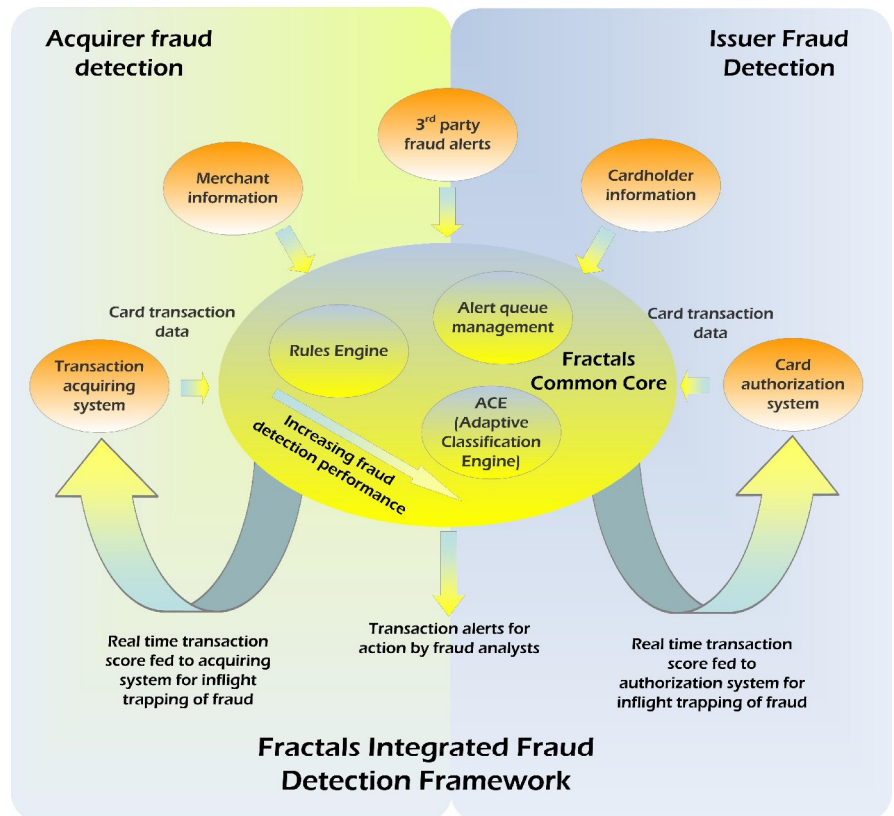 Acquirer fraud
detection
Issuer Fraud
Detection
3rd party
fraud alerts
Merchant
information
Cardholder
information
Card transaction
data
Transaction
acquiring
system
Rules Engine
Alert queue
management
Fractals
Common Core
ACE
(Adaptive
Classification
Engine)
Increasing fraud
detection performance
Card transaction
data
Card
authorization
system
Real time transaction
score fed to acquiring
system for inflight
trapping of fraud
Transaction alerts for
action by fraud analysts
Real time transaction
score fed to
authorization system for
inflight trapping of fraud
Fractals Integrated Fraud
Detection Framework